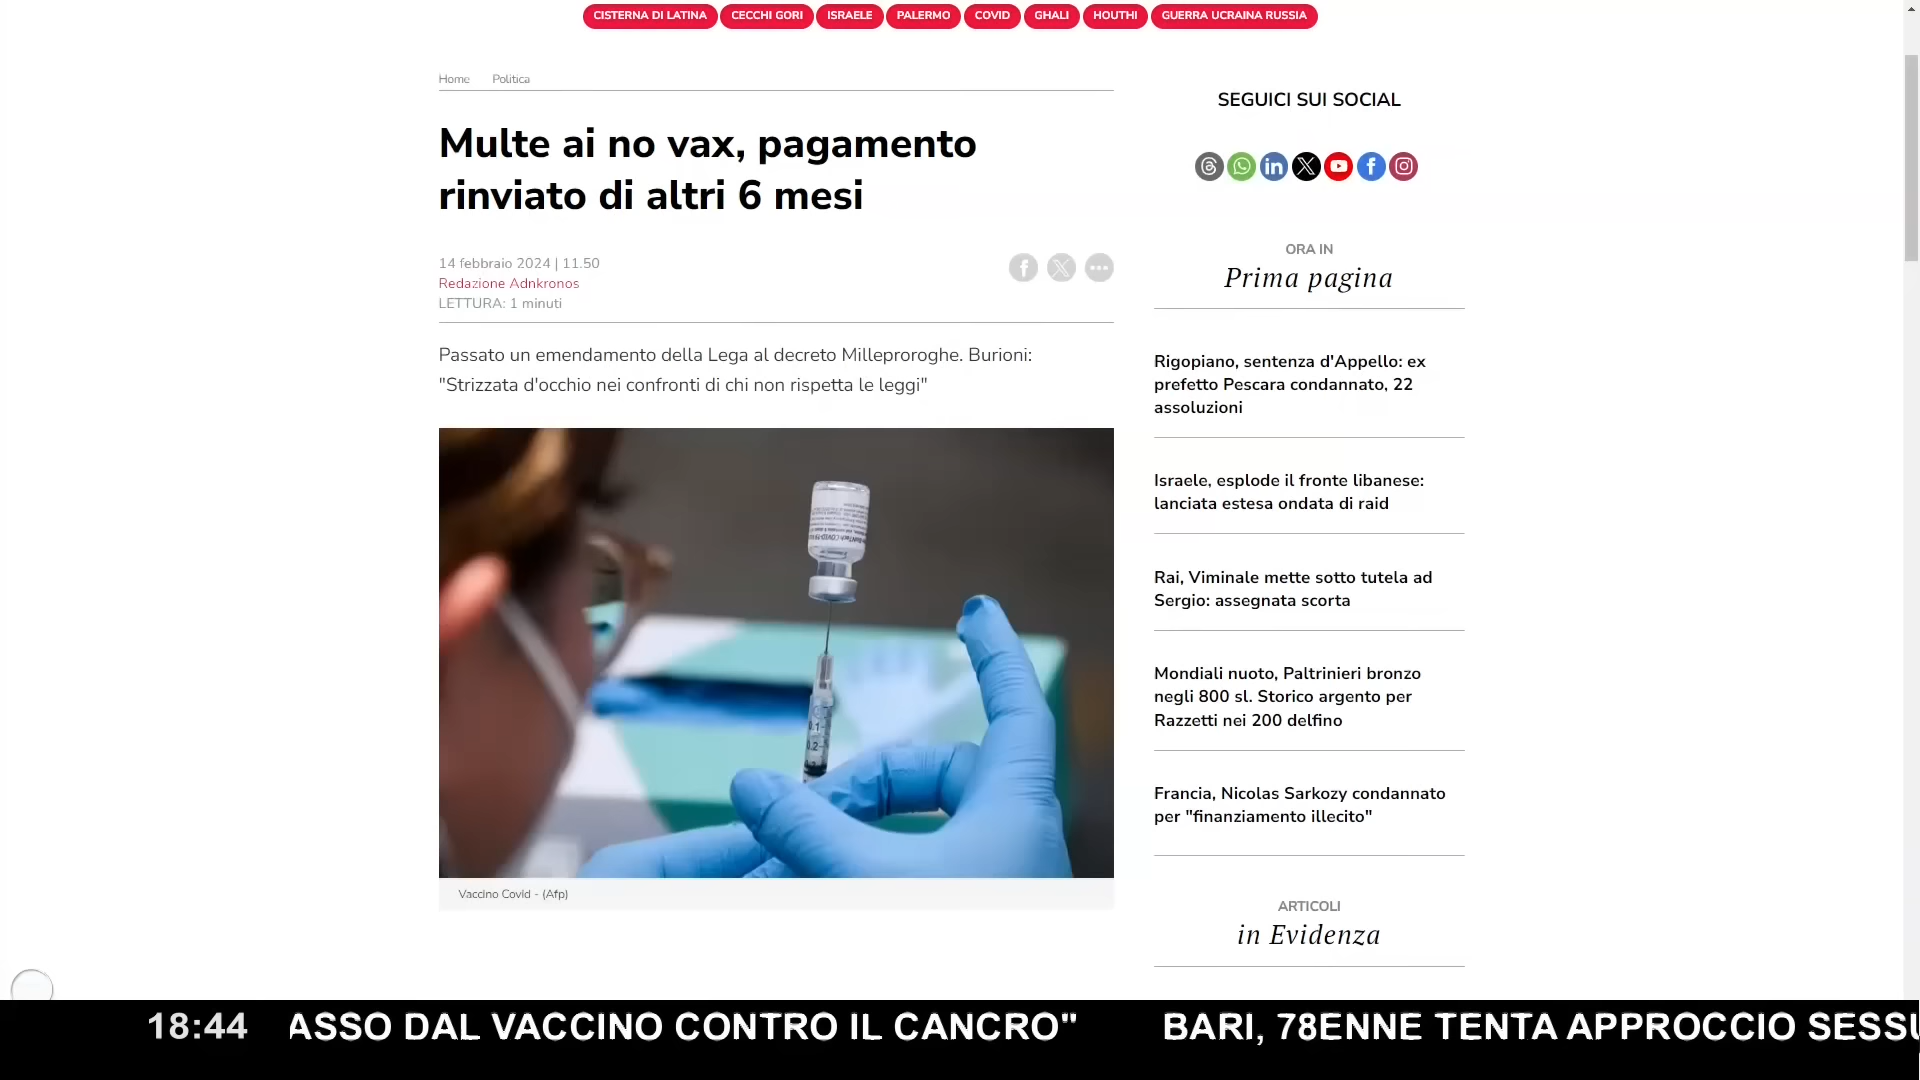 CISTERNA DI LATINA CECCHI GORI ISRAELE PALERMO COVID GHALI HOUTHI GUERRA UCRAINA RUSSIA
Home Politica
Multe ai no vax, pagamento
rinviato di altri 6 mesi
14 febbraio 2024 | 11.50
Redazione Adnkronos
LETTURA: 1 minuti
Passato un emendamento della Lega al decreto Milleproroghe. Burioni:
"Strizzata d'occhio nei confronti di chi non rispetta le leggi"
Vaccino Covid - (Afp)
SEGUICI SUI SOCIAL
ORA IN
Prima pagina
Rigopiano, sentenza d'Appello: ex
prefetto Pescara condannato, 22
assoluzioni
Israele, esplode il fronte libanese:
lanciata estesa ondata di raid
Rai, Viminale mette sotto tutela ad
Sergio: assegnata scorta
Mondiali nuoto, Paltrinieri bronzo
negli 800 sl. Storico argento per
Razzetti nei 200 delfino
Francia, Nicolas Sarkozy condannato
per "finanziamento illecito"
ARTICOLI
in Evidenza
18:44 ASSO DAL VACCINO CONTRO IL CANCRO" BARI, 78ENNE TENTA APPROCCIO SESSU